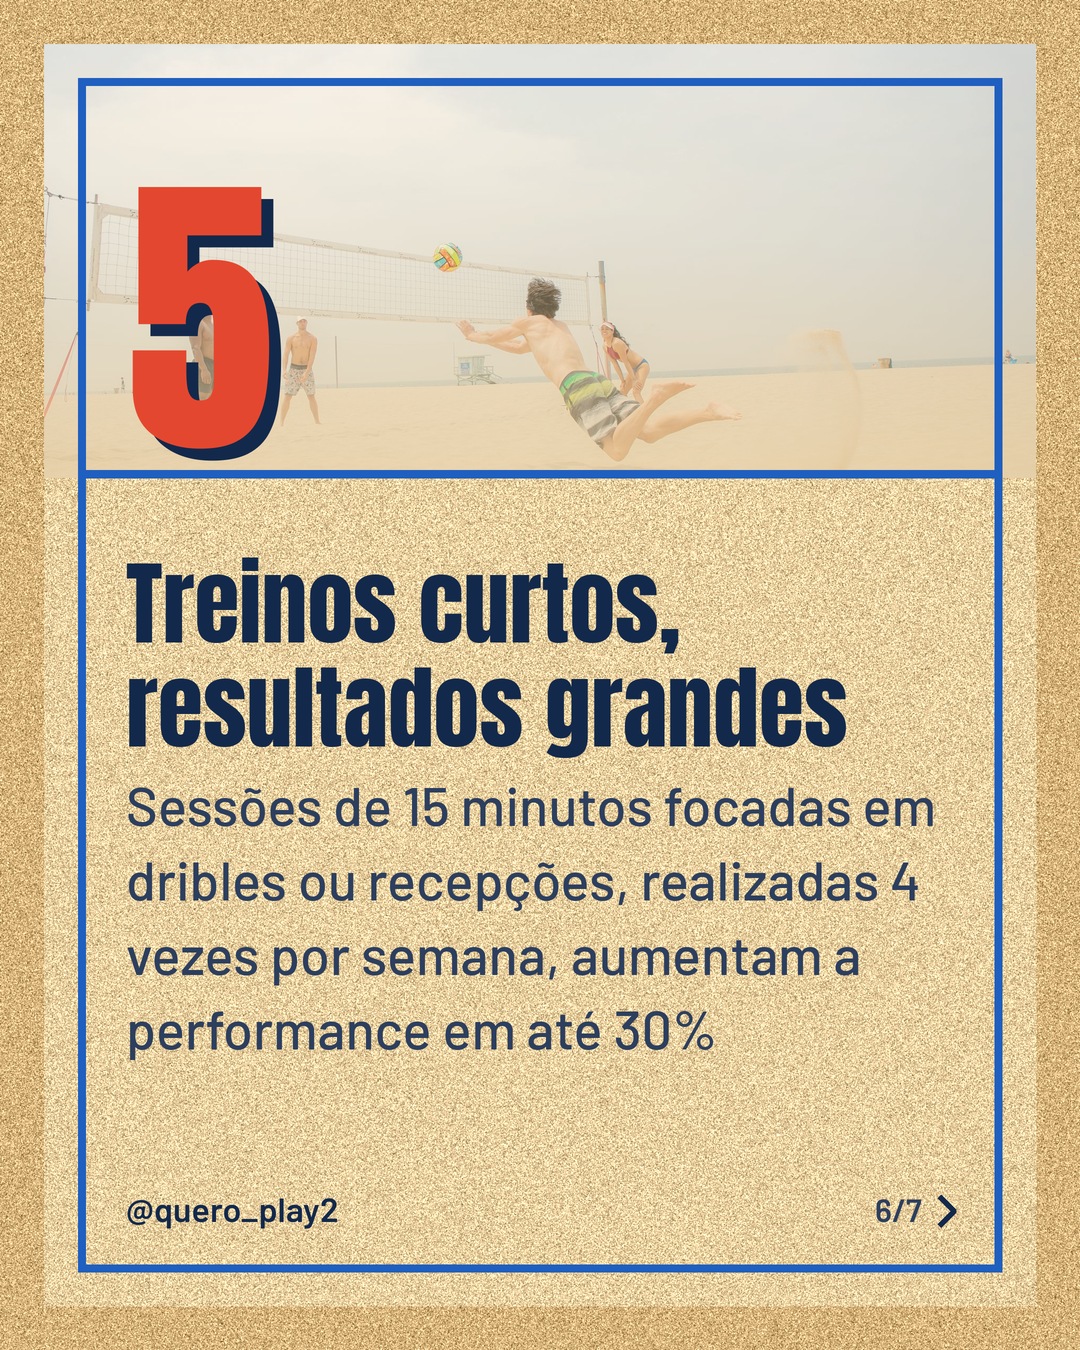 5
Treinos curtos,
resultados grandes
Sessões de 15 minutos focadas em
dribles ou recepções, realizadas 4
vezes por semana, aumentam a
performance em até 30%
@quero_play2
6/7